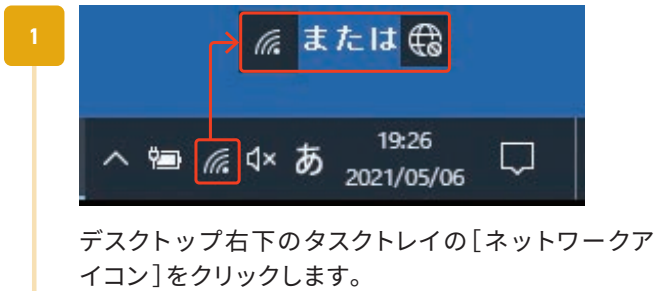 1
または
あ
19:26
2021/05/06
デスクトップ右下のタスクトレイの［ネットワークア
イコン］をクリックします。